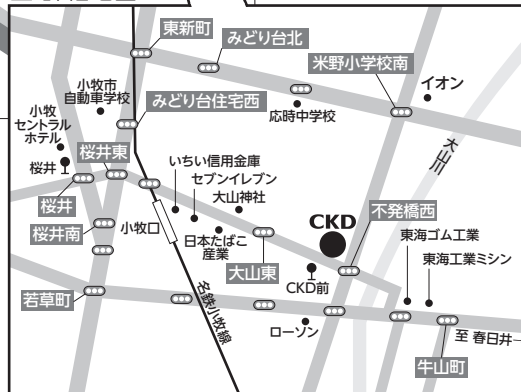 東新町
みどり台北
米野小学校南
イオン
小牧市
自動車学校
応時中学校
みどり台住宅西
小牧
セントラル
ホテル
大山川
桜井東
いちい信用金庫
セブンイレブン
大山神社
桜井
桜井
CKD
不発橋西
桜井南
小牧口
日本たばこ
産業
大山東
東海ゴム工業
東海工業ミシン
CKD前
若草町
名鉄小牧線
ローソン
至 春日井
牛山町